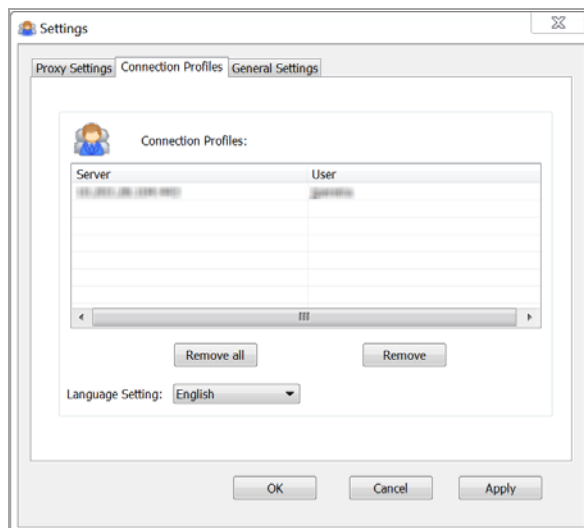 Settings
Proxy Settings Connection Profiles General Settings
Connection Profiles:
Server User
Remove all Remove
Language Setting: English
OK Cancel Apply